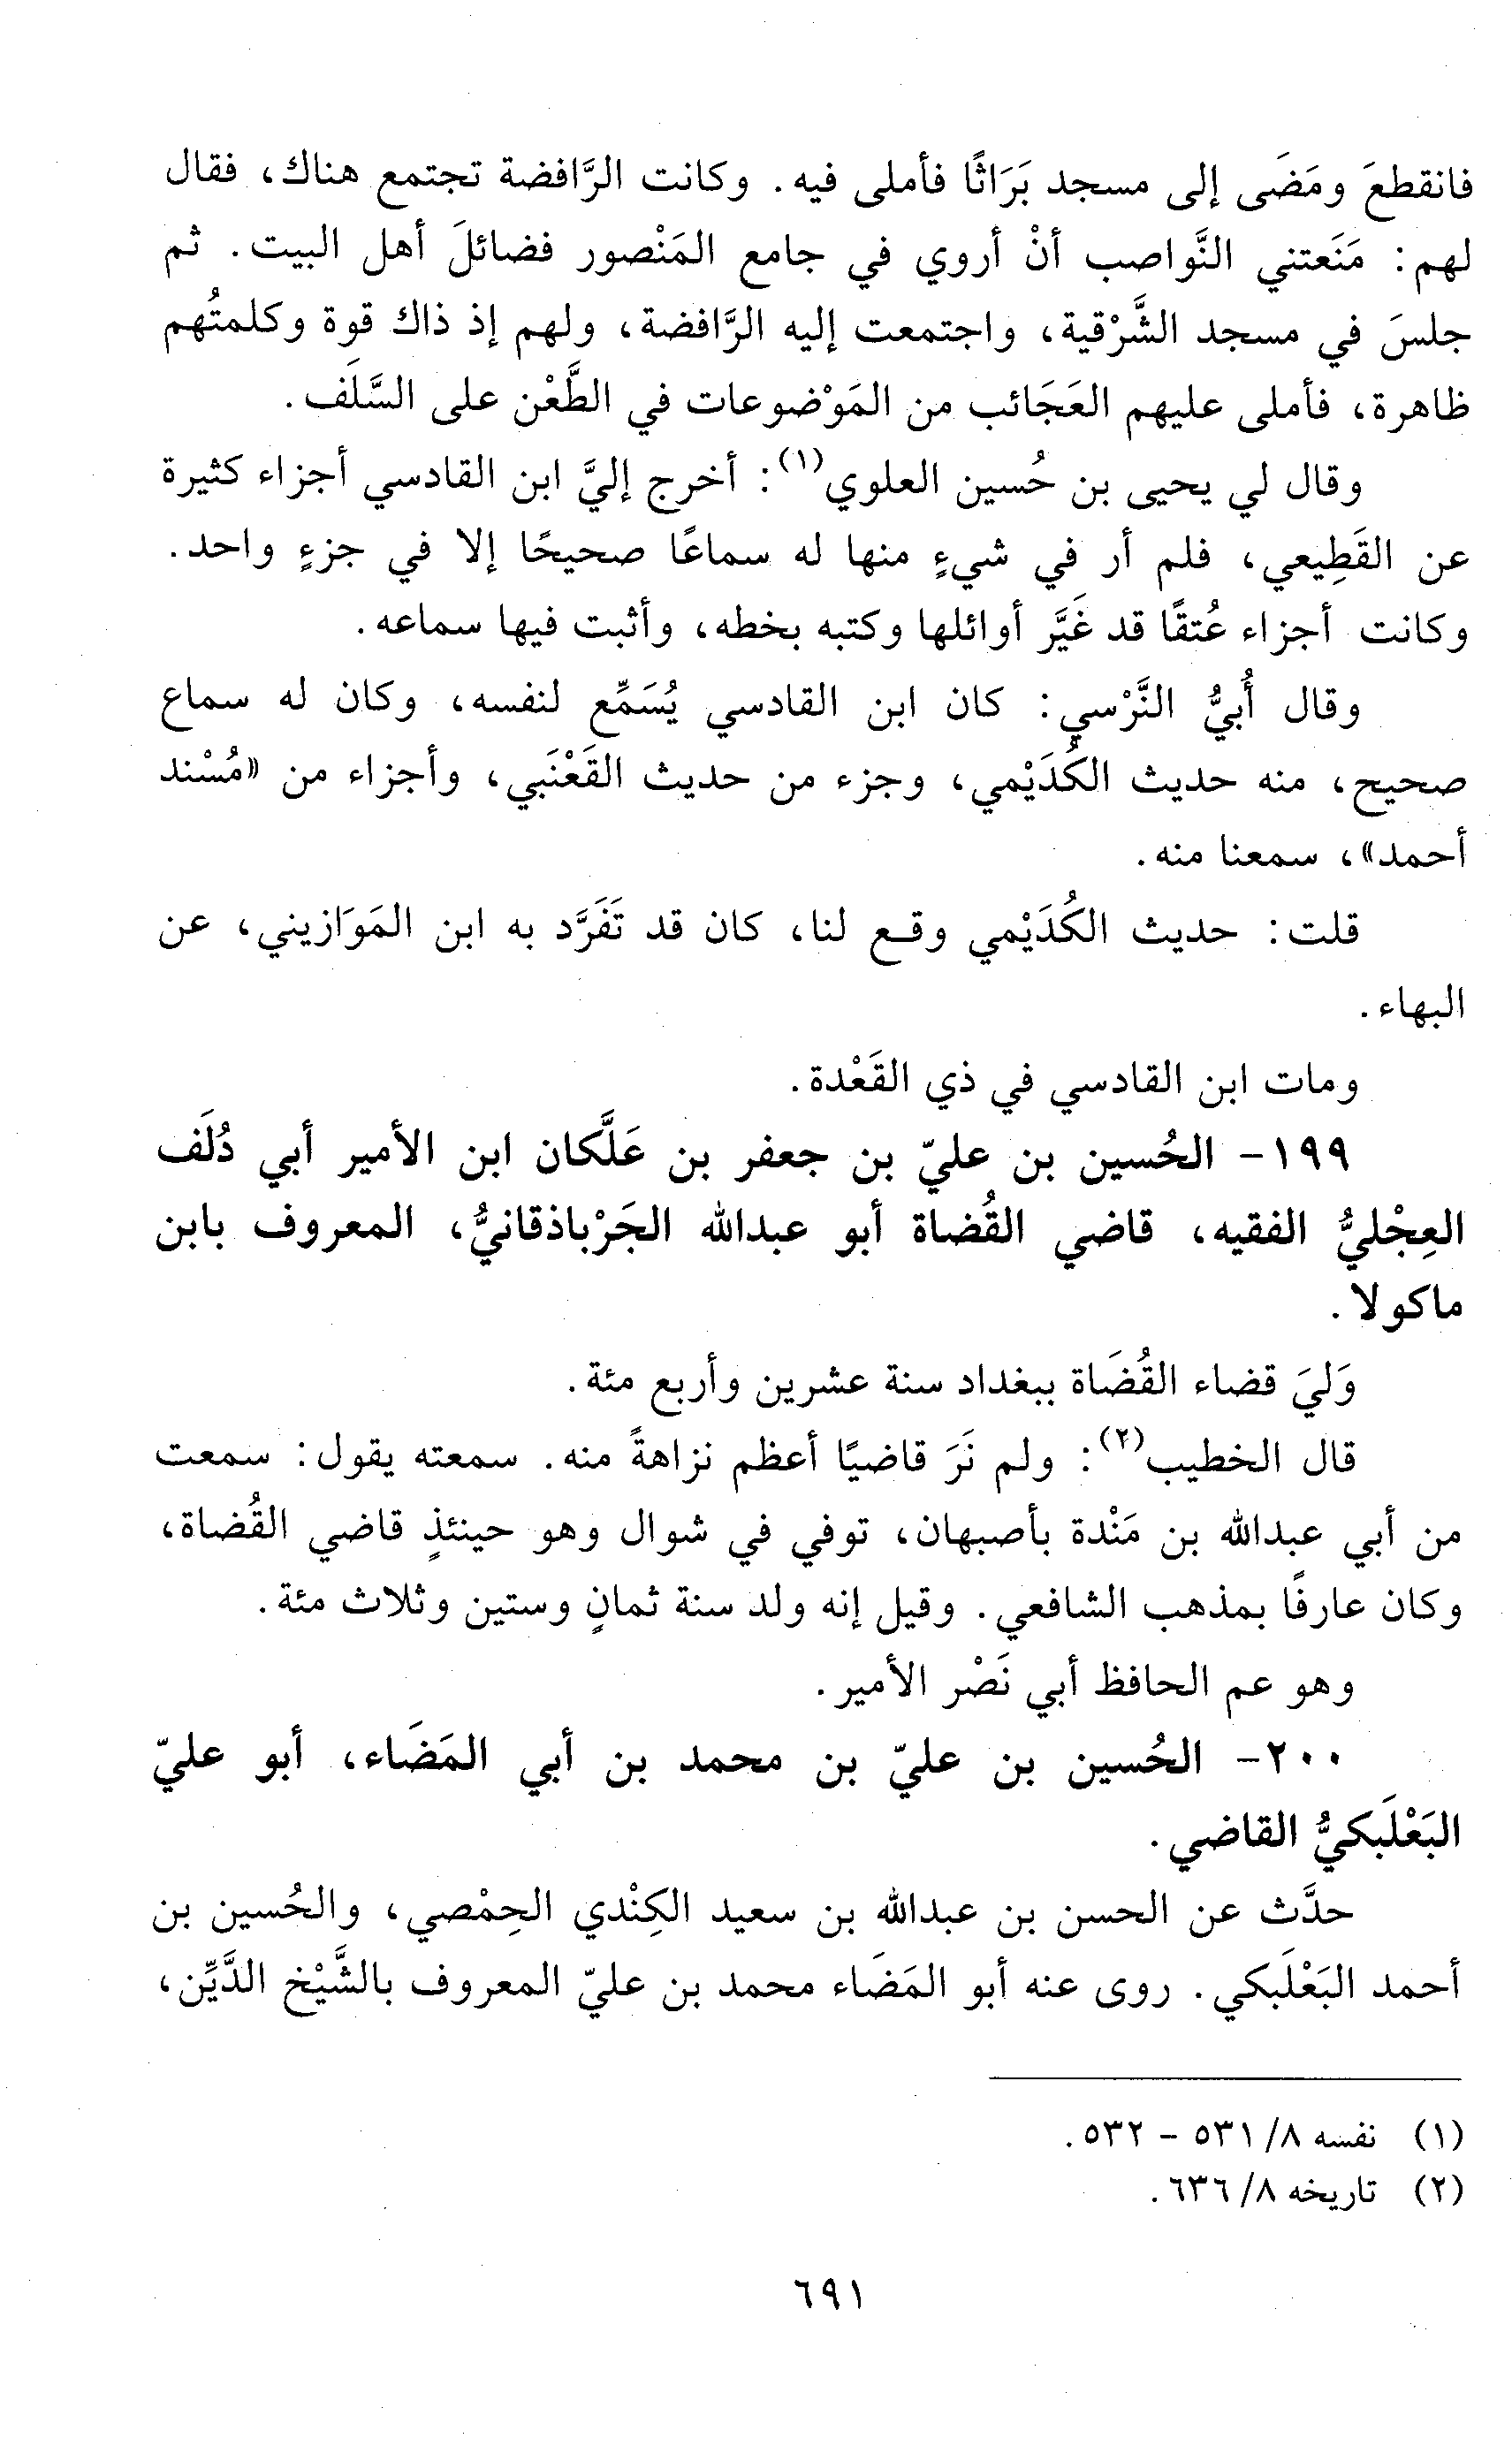 فانقطعَ ومَضَى إلى مسجد بَرَاثًا فأملى فيه. وكانت الرَّافضة تجتمع هناك، فقال
لهم: مَنَعتني النَّواصب أنْ أروي في جامع المَنْصور فضائلَ أهل البيت. ثم
جلسَ في مسجد الشَّرْقية، واجتمعت إليه الرَّافضة، ولهم إذ ذاك قوة وكلمتُهم
ظاهرة، فأملى عليهم العَجَائب من المَوْضوعات في الطَّعْن على السَّلَف.
وقال لي يحيى بن حُسين العلوي(١): أخرج إليَّ ابن القادسي أجزاء كثيرة
عن القَطِيعي، فلم أر في شيءٍ منها له سماعًا صحيحًا إلا في جزءٍ واحد.
وكانت أجزاء عُتقًا قد غَيَّر أوائلها وكتبه بخطه، وأثبت فيها سماعه.
وقال أُبيُّ النَّرْسي: كان ابن القادسي يُسَمِّع لنفسه، وكان له سماع
صحيح، منه حديث الكُدَيْمي، وجزء من حديث القَعْنَبي، وأجزاء من «مُسْند
أحمد»، سمعنا منه.
قلت: حديث الكُدَيْمي وقع لنا، كان قد تَفَرَّد به ابن المَوَازيني، عن
البهاء.
ومات ابن القادسي في ذي القَعْدة.
١٩٩- الحُسين بن عليّ بن جعفر بن عَلَّكان ابن الأمير أبي دُلَف
العِجْليُّ الفقيه، قاضي القُضاة أبو عبدالله الجَرْباذقانيُّ، المعروف بابن
ماكولا.
وَليَ قضاء القُضَاة ببغداد سنة عشرين وأربع مئة.
قال الخطيب(٢): ولم نَرَ قاضيًا أعظم نزاهةً منه. سمعته يقول: سمعت
من أبي عبدالله بن مَنْدة بأصبهان، توفي في شوال وهو حينئذٍ قاضي القُضاة،
وكان عارفًا بمذهب الشافعي. وقيل إنه ولد سنة ثمانٍ وستين وثلاث مئة.
وهو عم الحافظ أبي نَصْر الأمير.
٢٠٠- الحُسين بن عليّ بن محمد بن أبي المَضَاء، أبو عليّ
البَعْلَبكيُّ القاضي.
حدَّث عن الحسن بن عبدالله بن سعيد الكِنْدي الحِمْصي، والحُسين بن
أحمد البَعْلَبكي. روى عنه أبو المَضَاء محمد بن عليّ المعروف بالشَّيْخ الدَّيِّن،
(١) نفسه ٨/ ٥٣١ - ٥٣٢.
(٢) تاريخه ٨/ ٦٣٦.
٦٩١